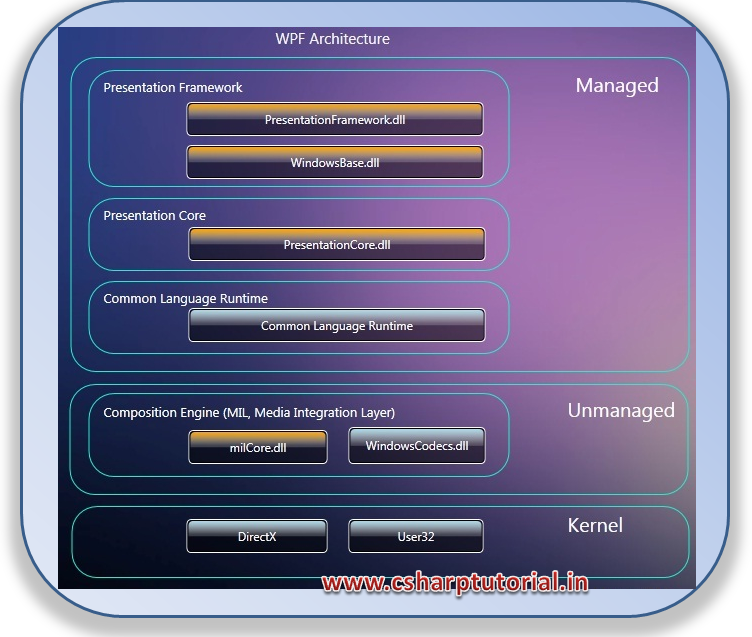 WPF Architecture
Managed
Presentation Framework
PresentationFramework.dll
WindowsBase.dll
Presentation Core
PresentationCore.dll
Common Language Runtime
Common Language Runtime
Unmanaged
Composition Engine (MIL, Media Integration Layer)
milCore.dll
WindowsCodecs.dll
Kernel
DirectX
User32
www.csharptutorial.in